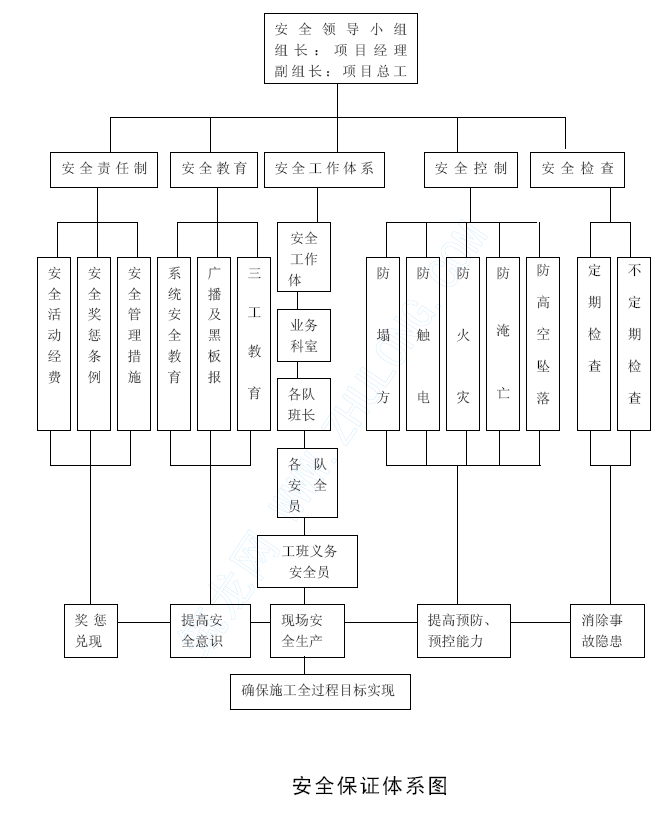 安全领导小组
组长：项目经理
副组长：项目总工
安全责任制
安全教育
安全工作体系
安全控制
安全检查
安全活动经费
安全奖惩条例
安全管理措施
系统安全教育
广播及黑板报
三工教育
安全
工作
体
业务
科室
各队
班长
各队
安全
员
工班义务
安全员
防塌方
防触电
防火灾
防淹亡
防高空坠落
定期检查
不定期检查
奖惩
兑现
提高安
全意识
现场安
全生产
提高预防、
预控能力
消除事
故隐患
确保施工全过程目标实现
安全保证体系图
龙网 WWW.ZHULONG.COM